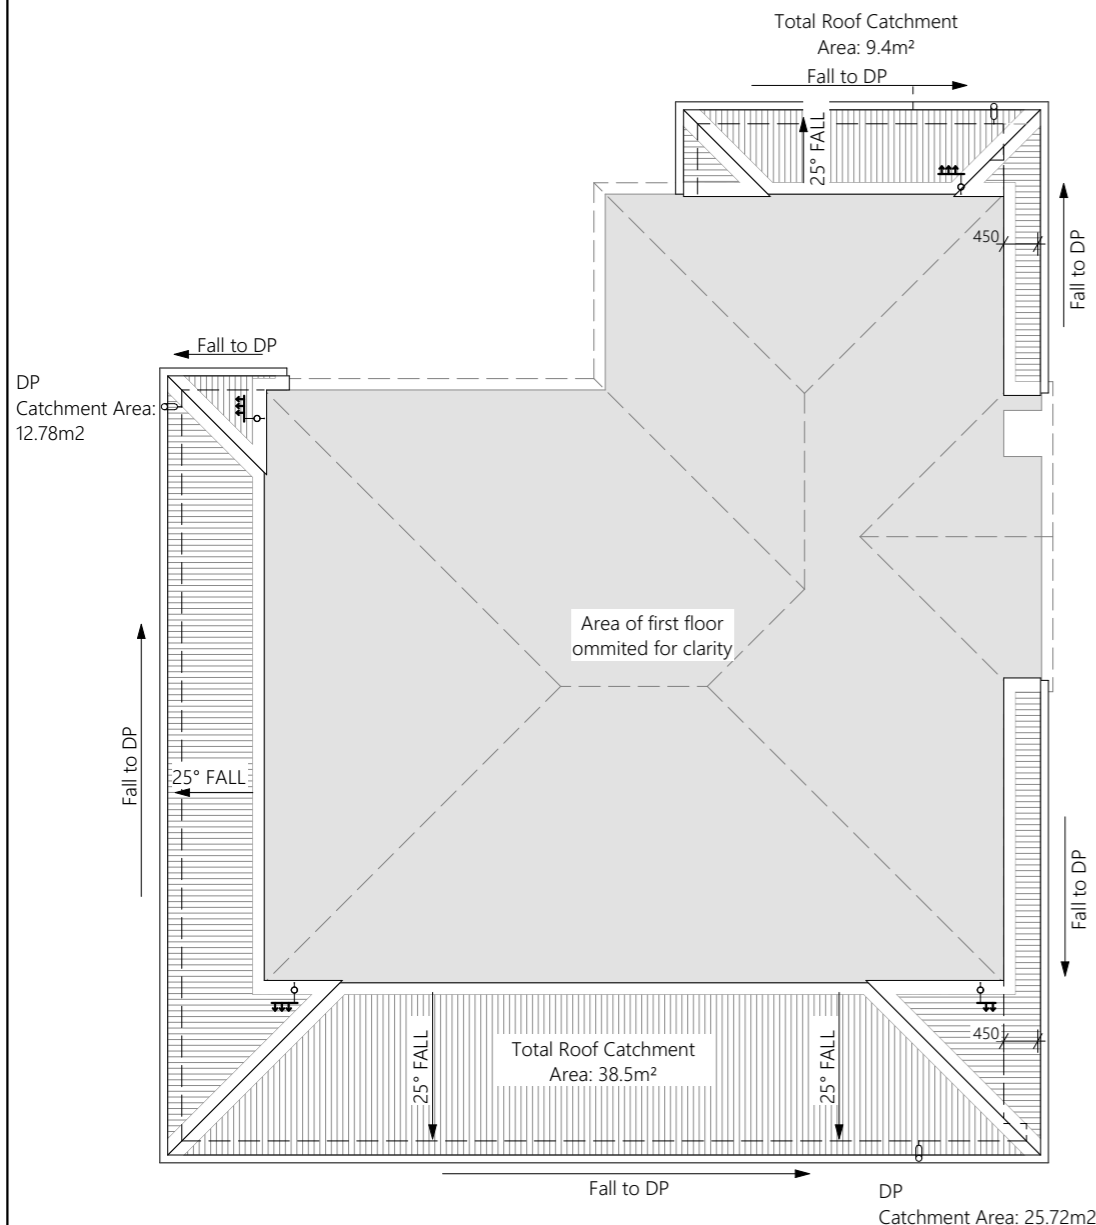 Total Roof Catchment
Area: 9.4m²
Fall to DP
25° FALL
450
Fall to DP
Fall to DP
DP
Catchment Area:
12.78m2
Area of first floor
ommited for clarity
Fall to DP
25° FALL
Fall to DP
450
25° FALL
Total Roof Catchment
Area: 38.5m²
25° FALL
Fall to DP
DP
Catchment Area: 25.72m2